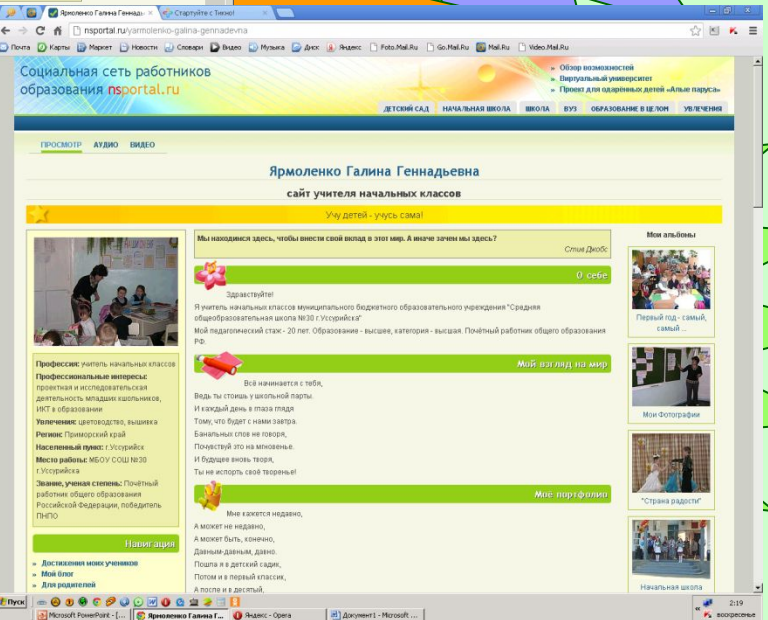 Ярмоленко Галина Геннадь
Стартуйте с Тикно!
nsportal.ru/yarmolenko-galina-gennadevna
Почта Карты Маркет Новости Словари Видео Музыка Диск Яндекс Foto.Mail.Ru Go.Mail.Ru Mail.Ru Video.Mail.Ru
Социальная сеть работников
образования nsportal.ru
» Обзор возможностей
» Виртуальный университет
» Проект для одарённых детей «Алые паруса»
ДЕТСКИЙ САД НАЧАЛЬНАЯ ШКОЛА ШКОЛА ВУЗ ОБРАЗОВАНИЕ В ЦЕЛОМ УВЛЕЧЕНИЯ
ПРОСМОТР АУДИО ВИДЕО
Ярмоленко Галина Геннадьевна
сайт учителя начальных классов
Учу детей - учусь сама!
Профессия: учитель начальных классов
Профессиональные интересы:
проектная и исследовательская
деятельность младших школьников,
ИКТ в образовании
Увлечения: цветоводство, вышивка
Регион: Приморский край
Населенный пункт: г.Уссурийск
Место работы: МБОУ СОШ №30
г.Уссурийска
Звание, ученая степень: Почётный
работник общего образования
Российской Федерации, победитель
ПНПО
Навигация
» Достижения моих учеников
» Мой блог
» Для родителей
Мы находимся здесь, чтобы внести свой вклад в этот мир. А иначе зачем мы здесь?
Стив Джобс
О себе
Здравствуйте!
Я учитель начальных классов муниципального бюджетного образовательного учреждения "Средняя
общеобразовательная школа №30 г.Уссурийска"
Мой педагогический стаж - 20 лет. Образование - высшее, категория - высшая. Почётный работник общего образования
РФ.
Мой взгляд на мир
Всё начинается с тебя,
Ведь ты стоишь у школьной парты.
И каждый день в глаза глядя
Тому, что будет с нами завтра.
Банальных слов не говоря,
Почувствуй это на мгновенье.
И будущее вновь творя,
Ты не испорть своё творенье!
Моё портфолио
Мне кажется недавно,
А может не недавно,
А может быть, конечно,
Давным-давным, давно.
Пошла я в детский садик,
Потом и в первый классик,
А после и в десятый,
Мои альбомы
Первый год - самый,
самый ...
Мои Фотографии
"Страна радости"
Начальная школа
Пуск
2:19
воскресенье
Microsoft PowerPoint - [...
Ярмоленко Галина Г...
Яндекс - Opera
Документ1 - Microsoft ...